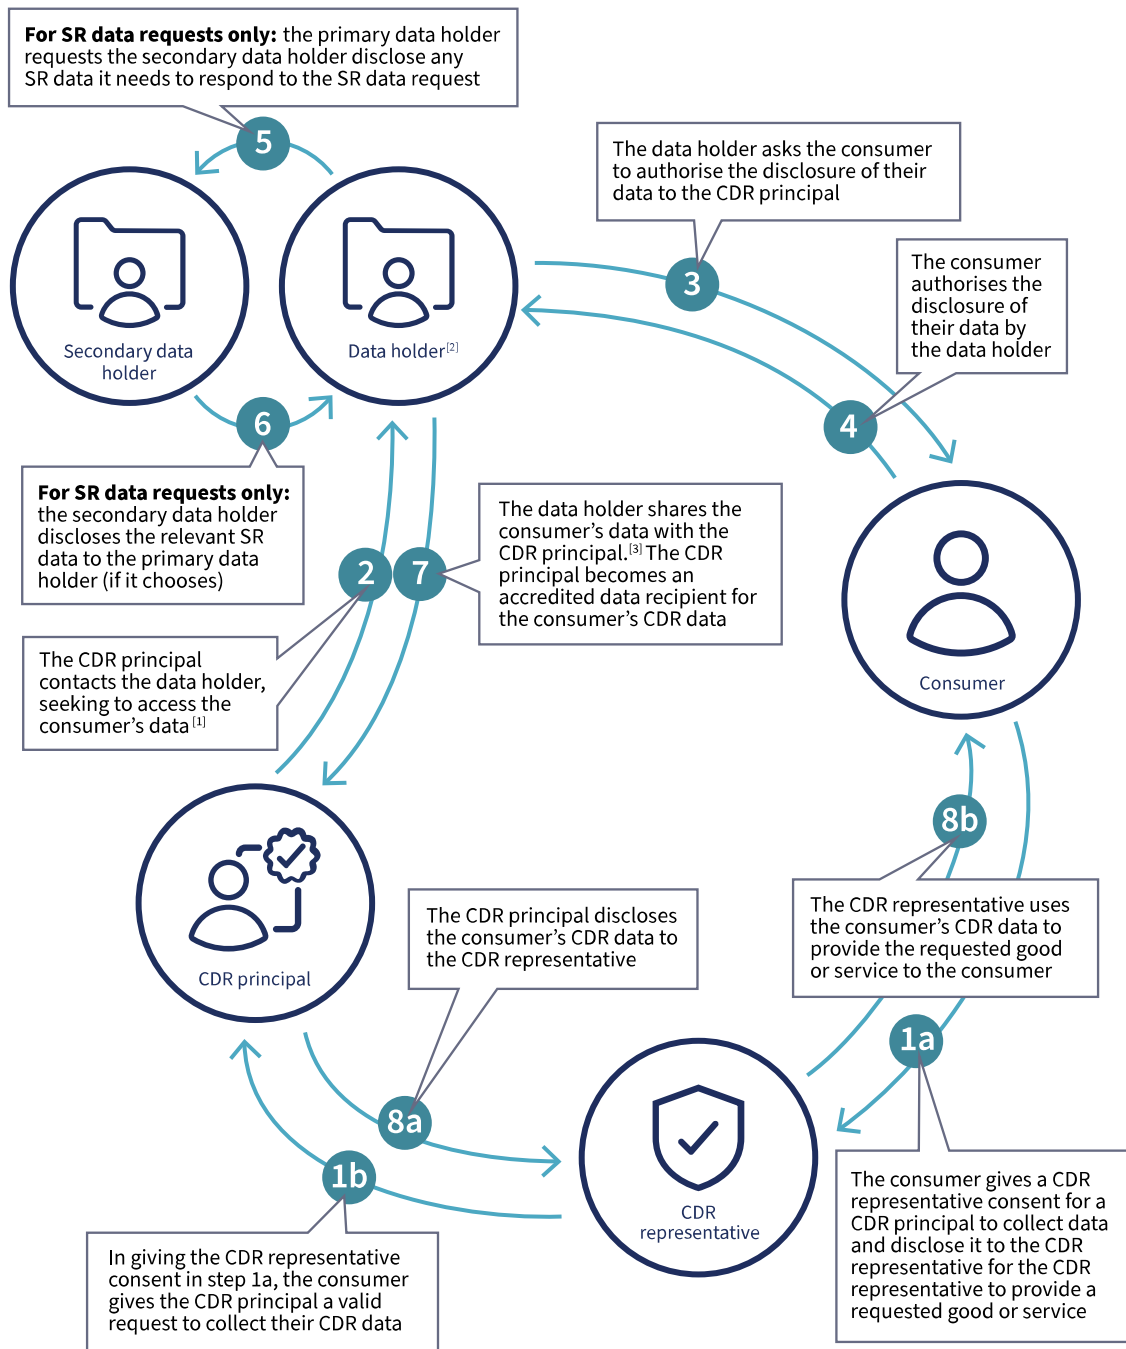 For SR data requests only: the primary data holder
requests the secondary data holder disclose any
SR data it needs to respond to the SR data request
5
The data holder asks the consumer
to authorise the disclosure of their
data to the CDR principal
3
The consumer
authorises the
disclosure of
their data by
the data holder
4
Secondary data
holder
Data holder[2]
6
For SR data requests only:
the secondary data holder
discloses the relevant SR
data to the primary data
holder (if it chooses)
2
7
The data holder shares the
consumer’s data with the
CDR principal.[3] The CDR
principal becomes an
accredited data recipient for
the consumer’s CDR data
The CDR principal
contacts the data holder,
seeking to access the
consumer’s data[1]
Consumer
8b
The CDR representative uses
the consumer’s CDR data to
provide the requested good
or service to the consumer
CDR principal
The CDR principal discloses
the consumer’s CDR data to
the CDR representative
8a
1a
1b
CDR
representative
The consumer gives a CDR
representative consent for a
CDR principal to collect data
and disclose it to the CDR
representative for the CDR
representative to provide a
requested good or service
In giving the CDR representative
consent in step 1a, the consumer
gives the CDR principal a valid
request to collect their CDR data